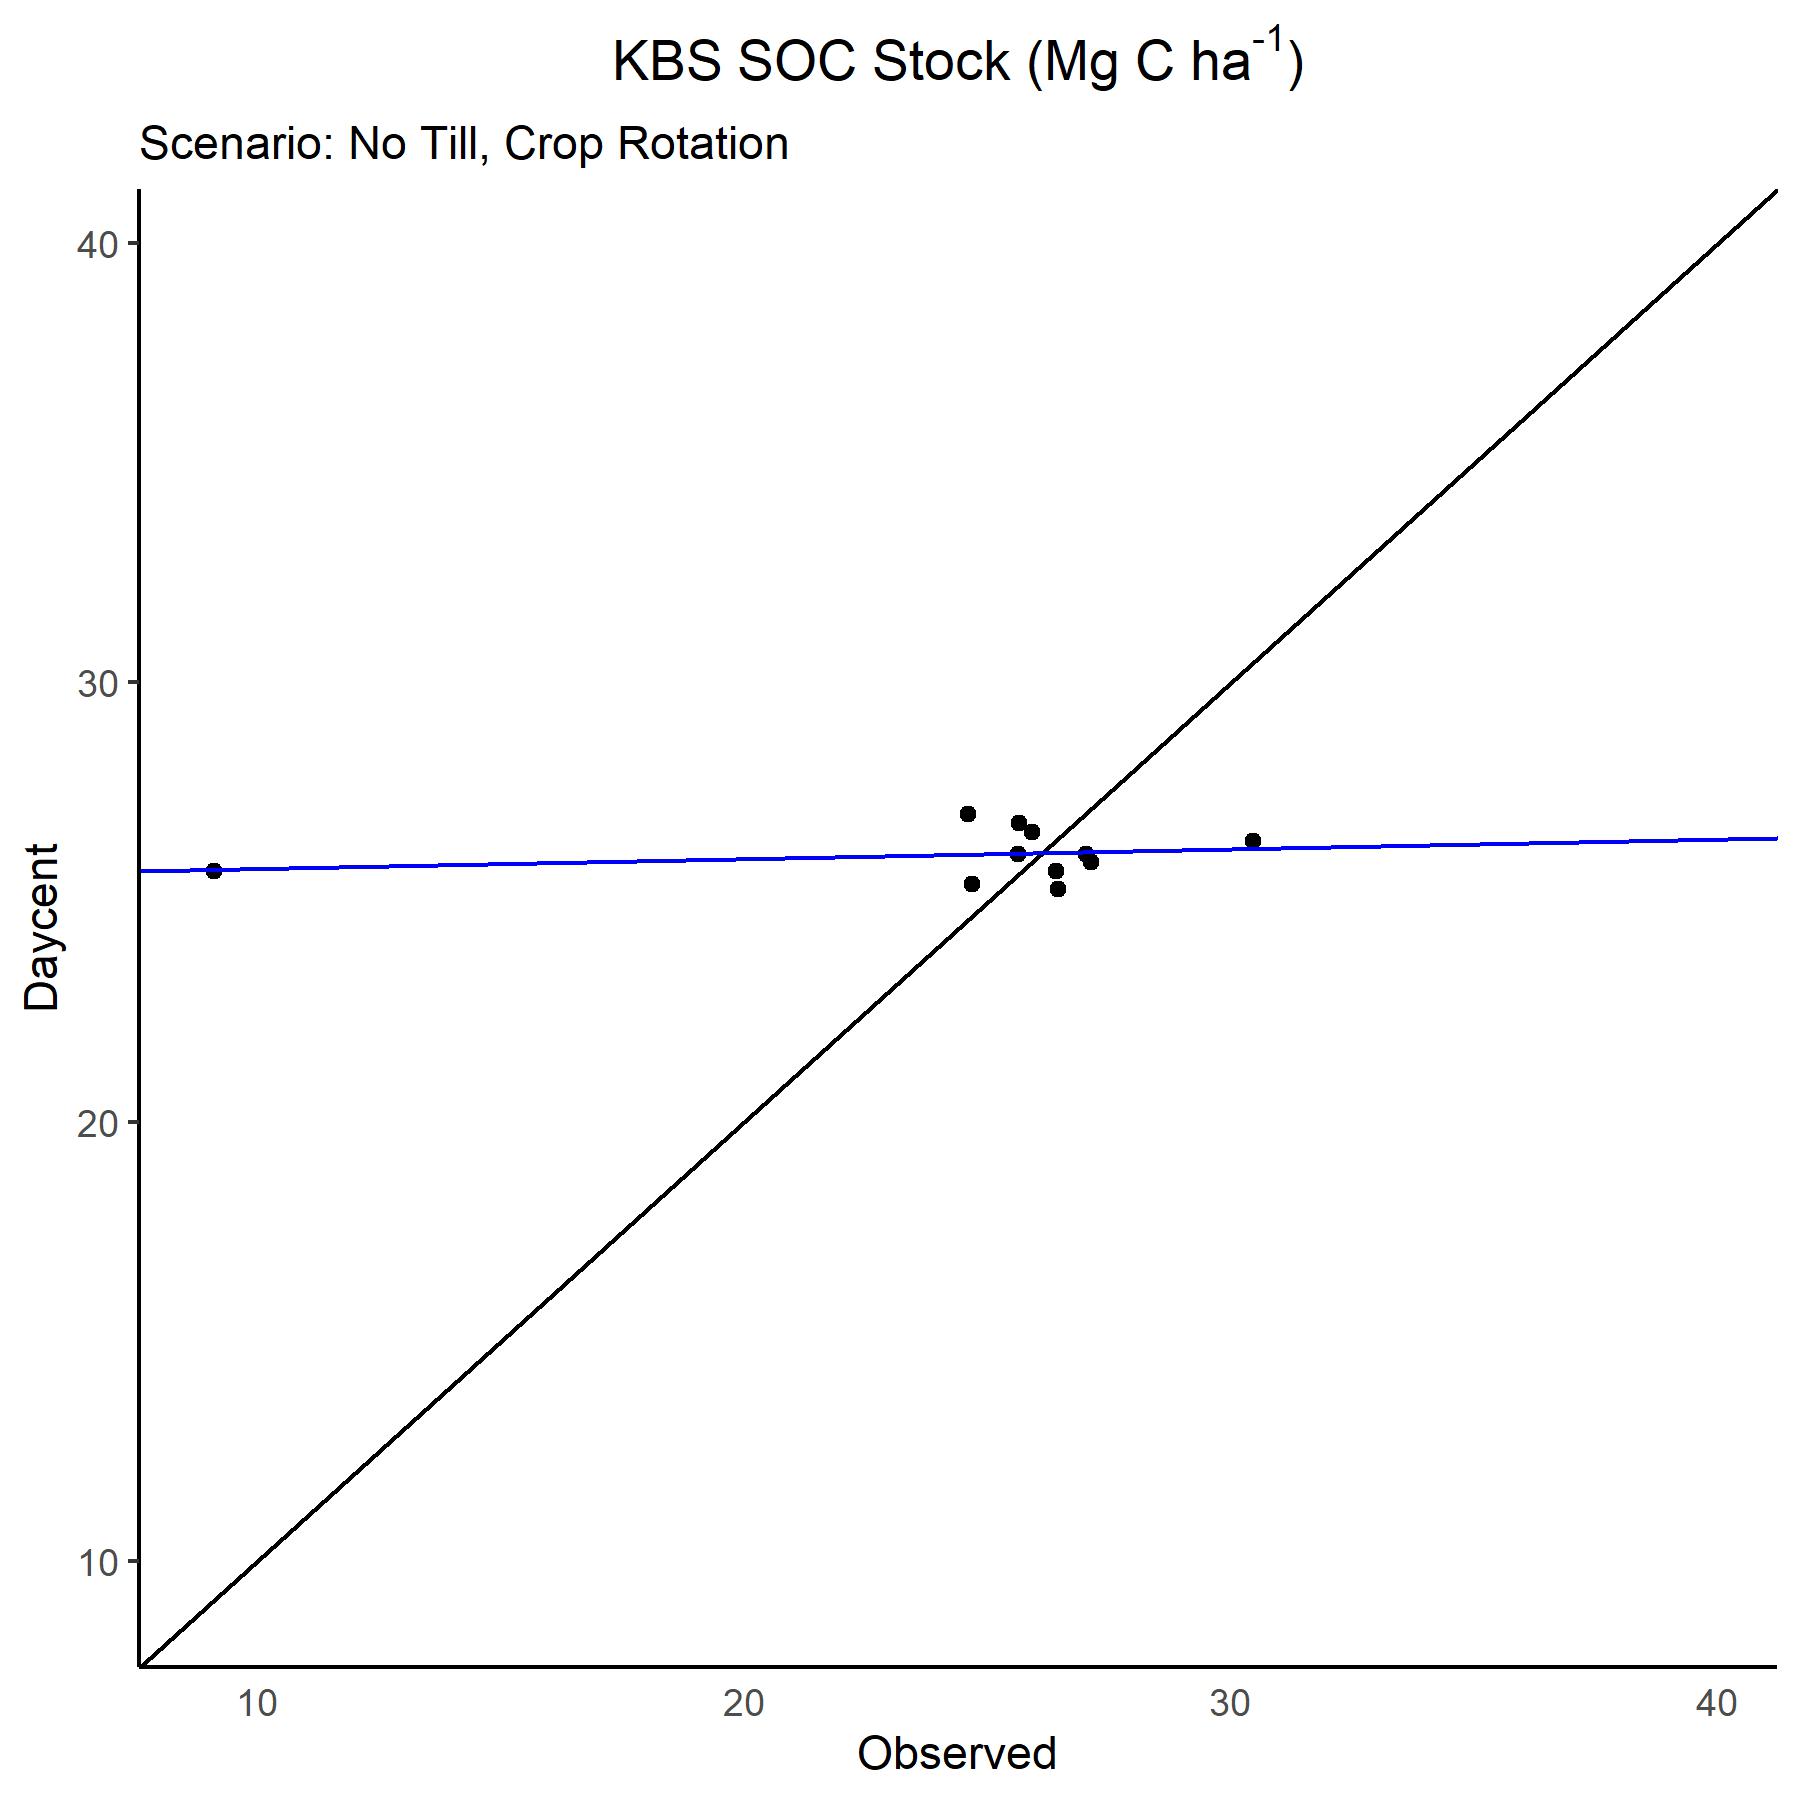 KBS SOC Stock (Mg C ha⁻¹)
Scenario: No Till, Crop Rotation
40
30
20
10
Daycent
10 20 30 40
Observed